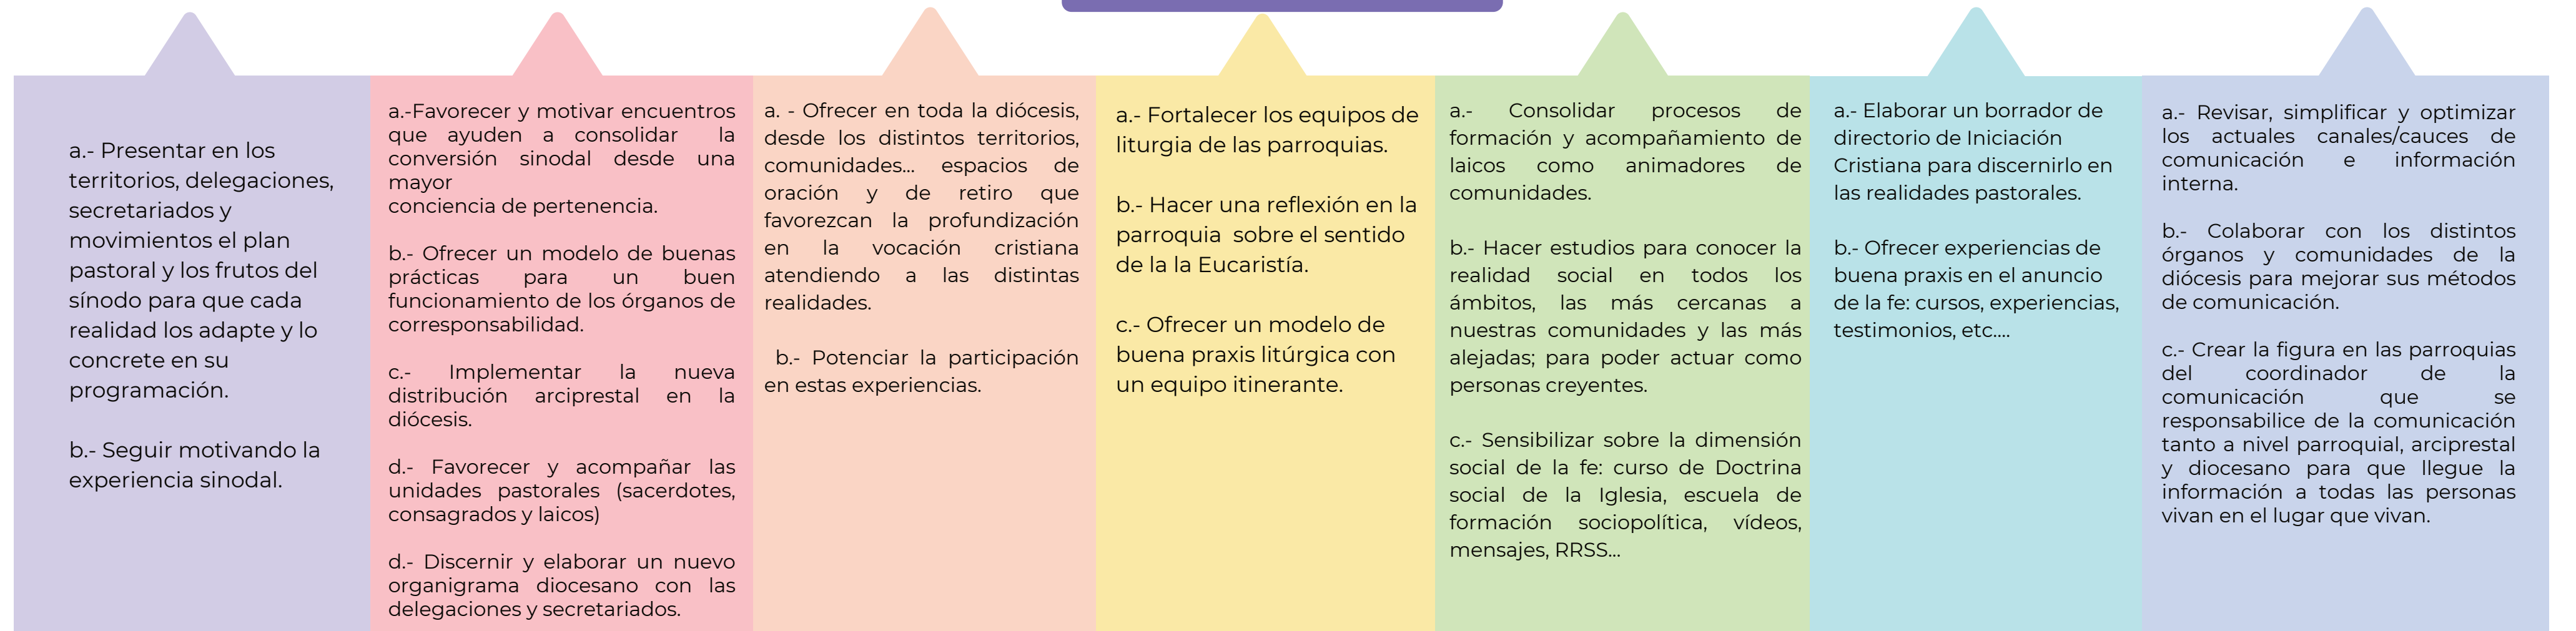 a.- Presentar en los
territorios, delegaciones,
secretariados y
movimientos el plan
pastoral y los frutos del
sínodo para que cada
realidad los adapte y lo
concrete en su
programación.
b.- Seguir motivando la
experiencia sinodal.
a.-Favorecer y motivar encuentros
que ayuden a consolidar la
conversión sinodal desde una
mayor
conciencia de pertenencia.
b.- Ofrecer un modelo de buenas
prácticas para un buen
funcionamiento de los órganos de
corresponsabilidad.
c.- Implementar la nueva
distribución arciprestal en la
diócesis.
d.- Favorecer y acompañar las
unidades pastorales (sacerdotes,
consagrados y laicos)
d.- Discernir y elaborar un nuevo
organigrama diocesano con las
delegaciones y secretariados.
a. - Ofrecer en toda la diócesis,
desde los distintos territorios,
comunidades... espacios de
oración y de retiro que
favorezcan la profundización
en la vocación cristiana
atendiendo a las distintas
realidades.
b.- Potenciar la participación
en estas experiencias.
a.- Fortalecer los equipos de
liturgia de las parroquias.
b.- Hacer una reflexión en la
parroquia sobre el sentido
de la la Eucaristía.
c.- Ofrecer un modelo de
buena praxis litúrgica con
un equipo itinerante.
a.- Consolidar procesos de
formación y acompañamiento de
laicos como animadores de
comunidades.
b.- Hacer estudios para conocer la
realidad social en todos los
ámbitos, las más cercanas a
nuestras comunidades y las más
alejadas; para poder actuar como
personas creyentes.
c.- Sensibilizar sobre la dimensión
social de la fe: curso de Doctrina
social de la Iglesia, escuela de
formación sociopolítica, vídeos,
mensajes, RRSS...
a.- Elaborar un borrador de
directorio de Iniciación
Cristiana para discernirlo en
las realidades pastorales.
b.- Ofrecer experiencias de
buena praxis en el anuncio
de la fe: cursos, experiencias,
testimonios, etc....
a.- Revisar, simplificar y optimizar
los actuales canales/cauces de
comunicación e información
interna.
b.- Colaborar con los distintos
órganos y comunidades de la
diócesis para mejorar sus métodos
de comunicación.
c.- Crear la figura en las parroquias
del coordinador de la
comunicación que se
responsabilice de la comunicación
tanto a nivel parroquial, arciprestal
y diocesano para que llegue la
información a todas las personas
vivan en el lugar que vivan.